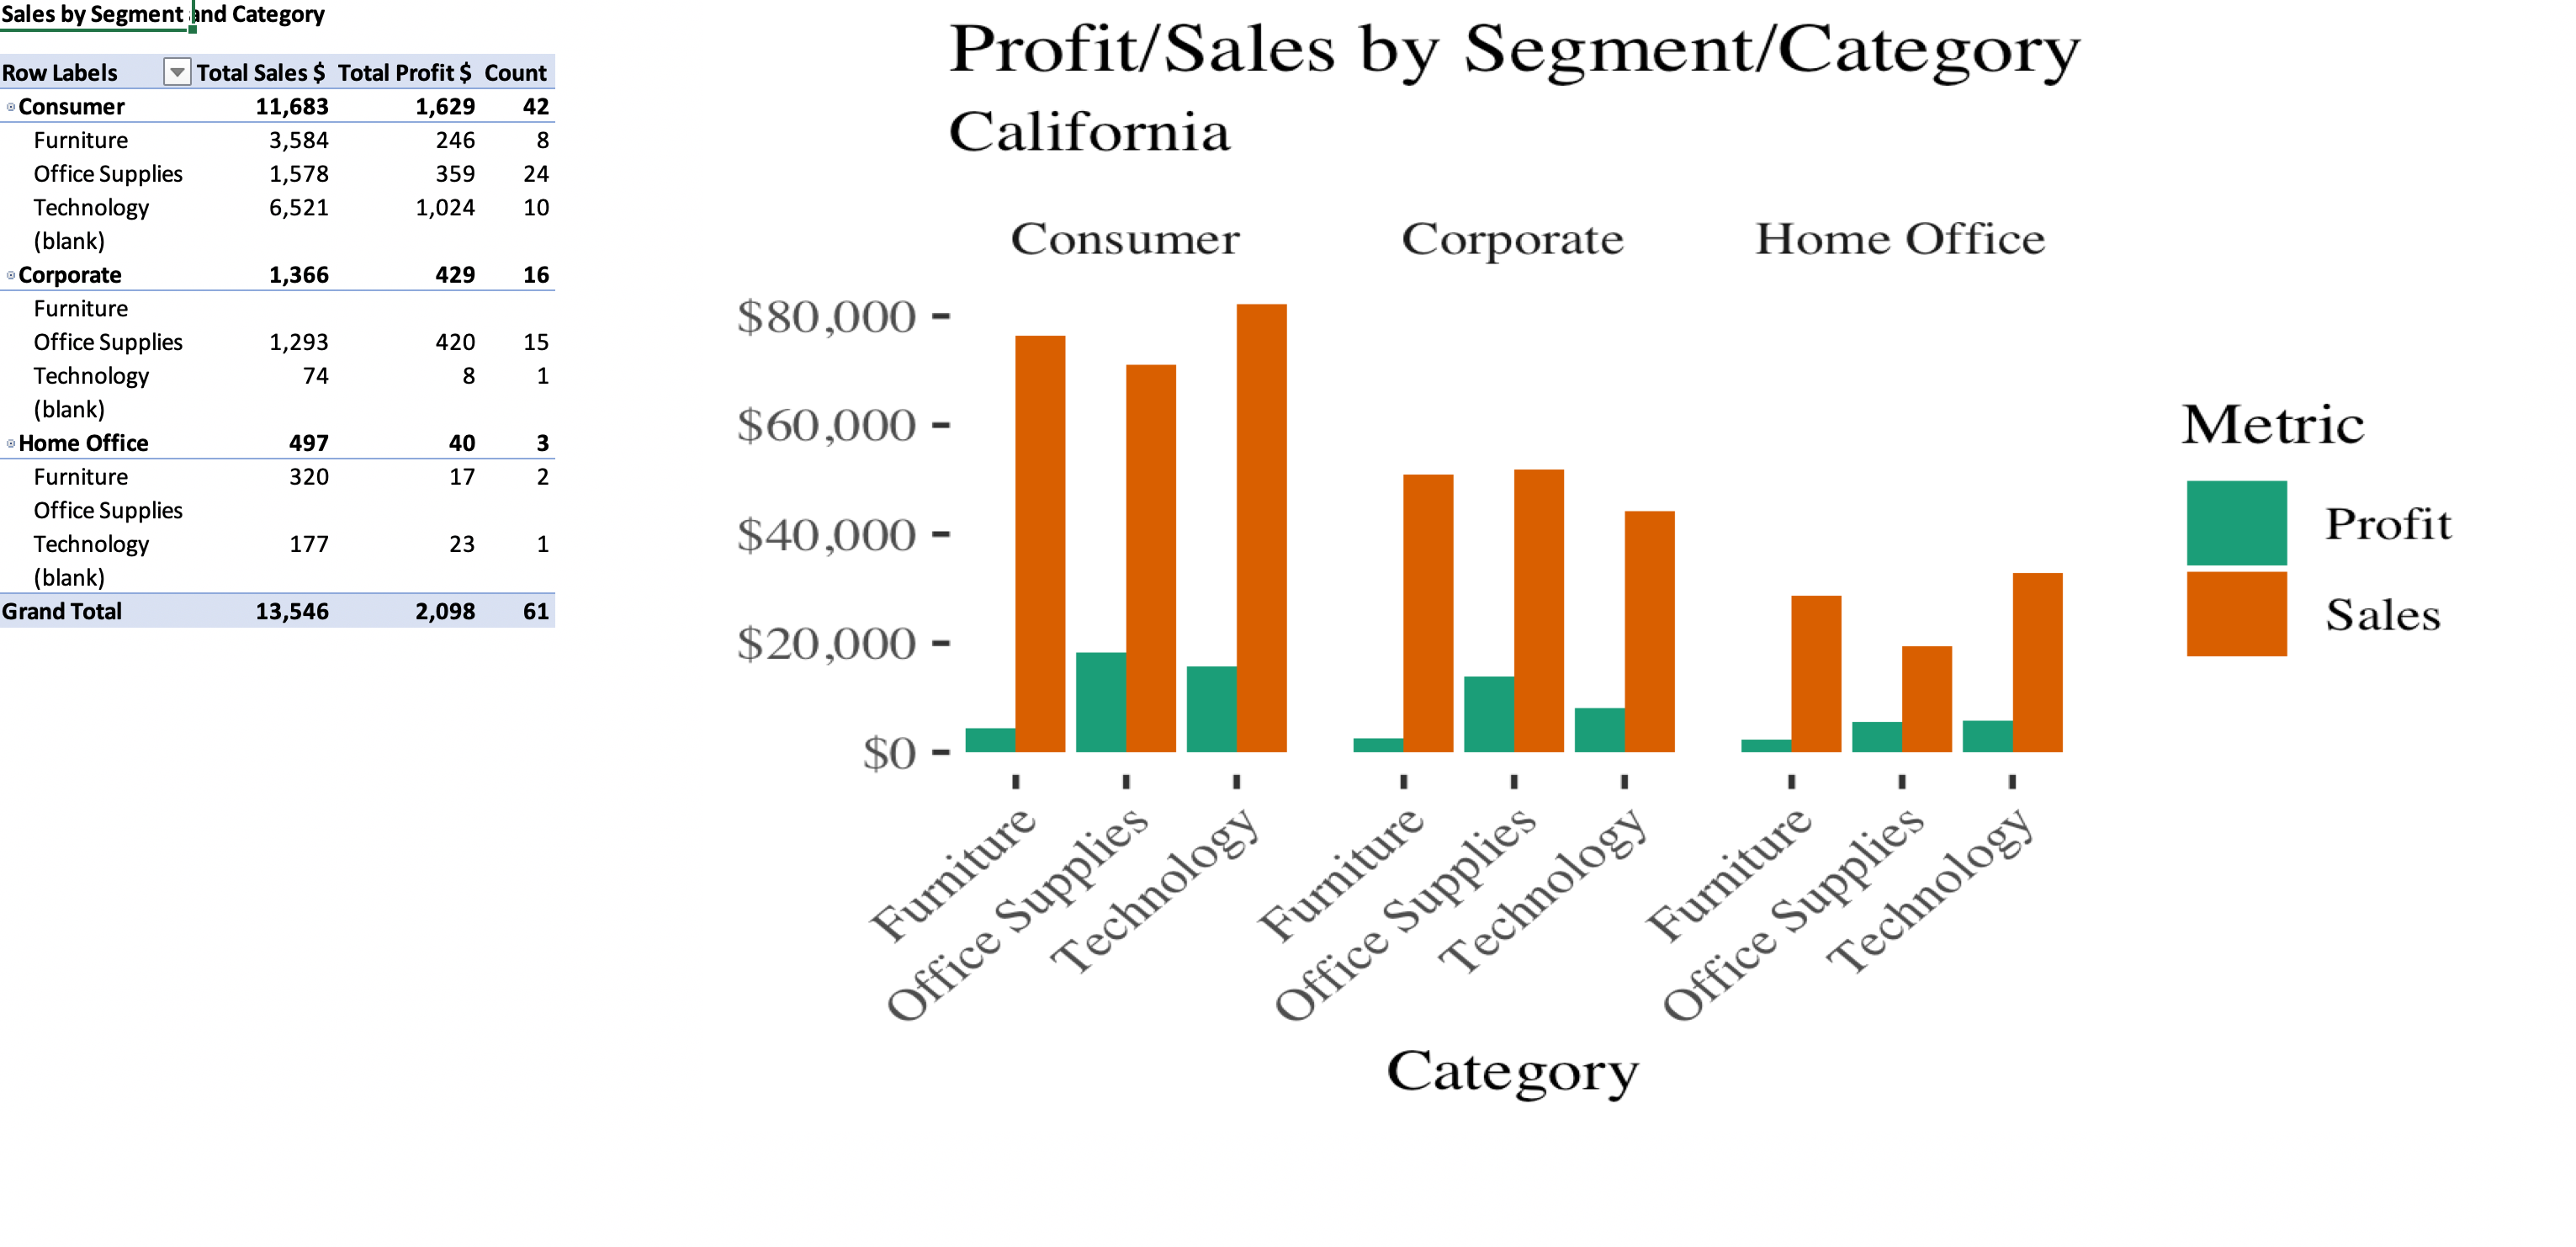 Sales by Segment and Category
Row Labels Total Sales $ Total Profit $ Count
Consumer 11,683 1,629 42
Furniture 3,584 246 8
Office Supplies 1,578 359 24
Technology 6,521 1,024 10
(blank)
Corporate 1,366 429 16
Furniture
Office Supplies 1,293 420 15
Technology 74 8 1
(blank)
Home Office 497 40 3
Furniture 320 17 2
Office Supplies
Technology 177 23 1
(blank)
Grand Total 13,546 2,098 61
Profit/Sales by Segment/Category
California
Consumer Corporate Home Office
$80,000
$60,000
$40,000
$20,000
$0
Furniture
Office Supplies
Technology
Furniture
Office Supplies
Technology
Furniture
Office Supplies
Technology
Category
Metric
Profit
Sales